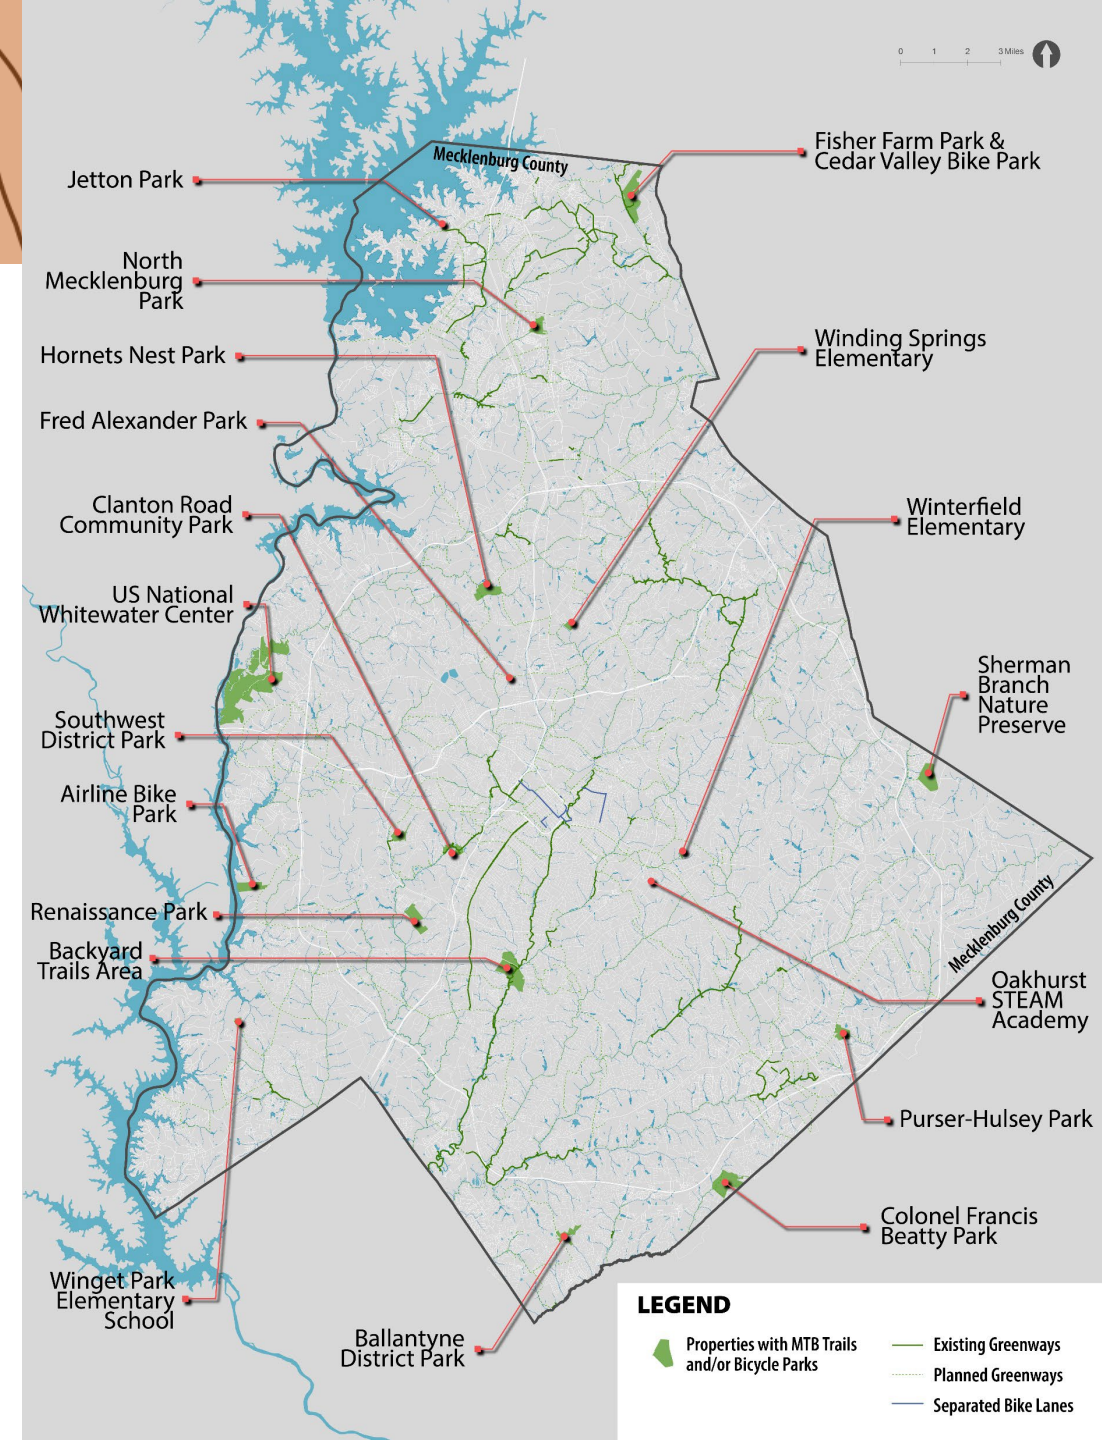 0 1 2 3 Miles
Fisher Farm Park &
Cedar Valley Bike Park
Mecklenburg County
Jetton Park
North
Mecklenburg
Park
Winding Springs
Elementary
Hornets Nest Park
Fred Alexander Park
Clanton Road
Community Park
Winterfield
Elementary
US National
Whitewater Center
Sherman
Branch
Nature
Preserve
Southwest
District Park
Airline Bike
Park
Mecklenburg County
Renaissance Park
Backyard
Trails Area
Oakhurst
STEAM
Academy
Purser-Hulsey Park
Colonel Francis
Beatty Park
Winget Park
Elementary
School
Ballantyne
District Park
LEGEND
Properties with MTB Trails
and/or Bicycle Parks
Existing Greenways
Planned Greenways
Separated Bike Lanes